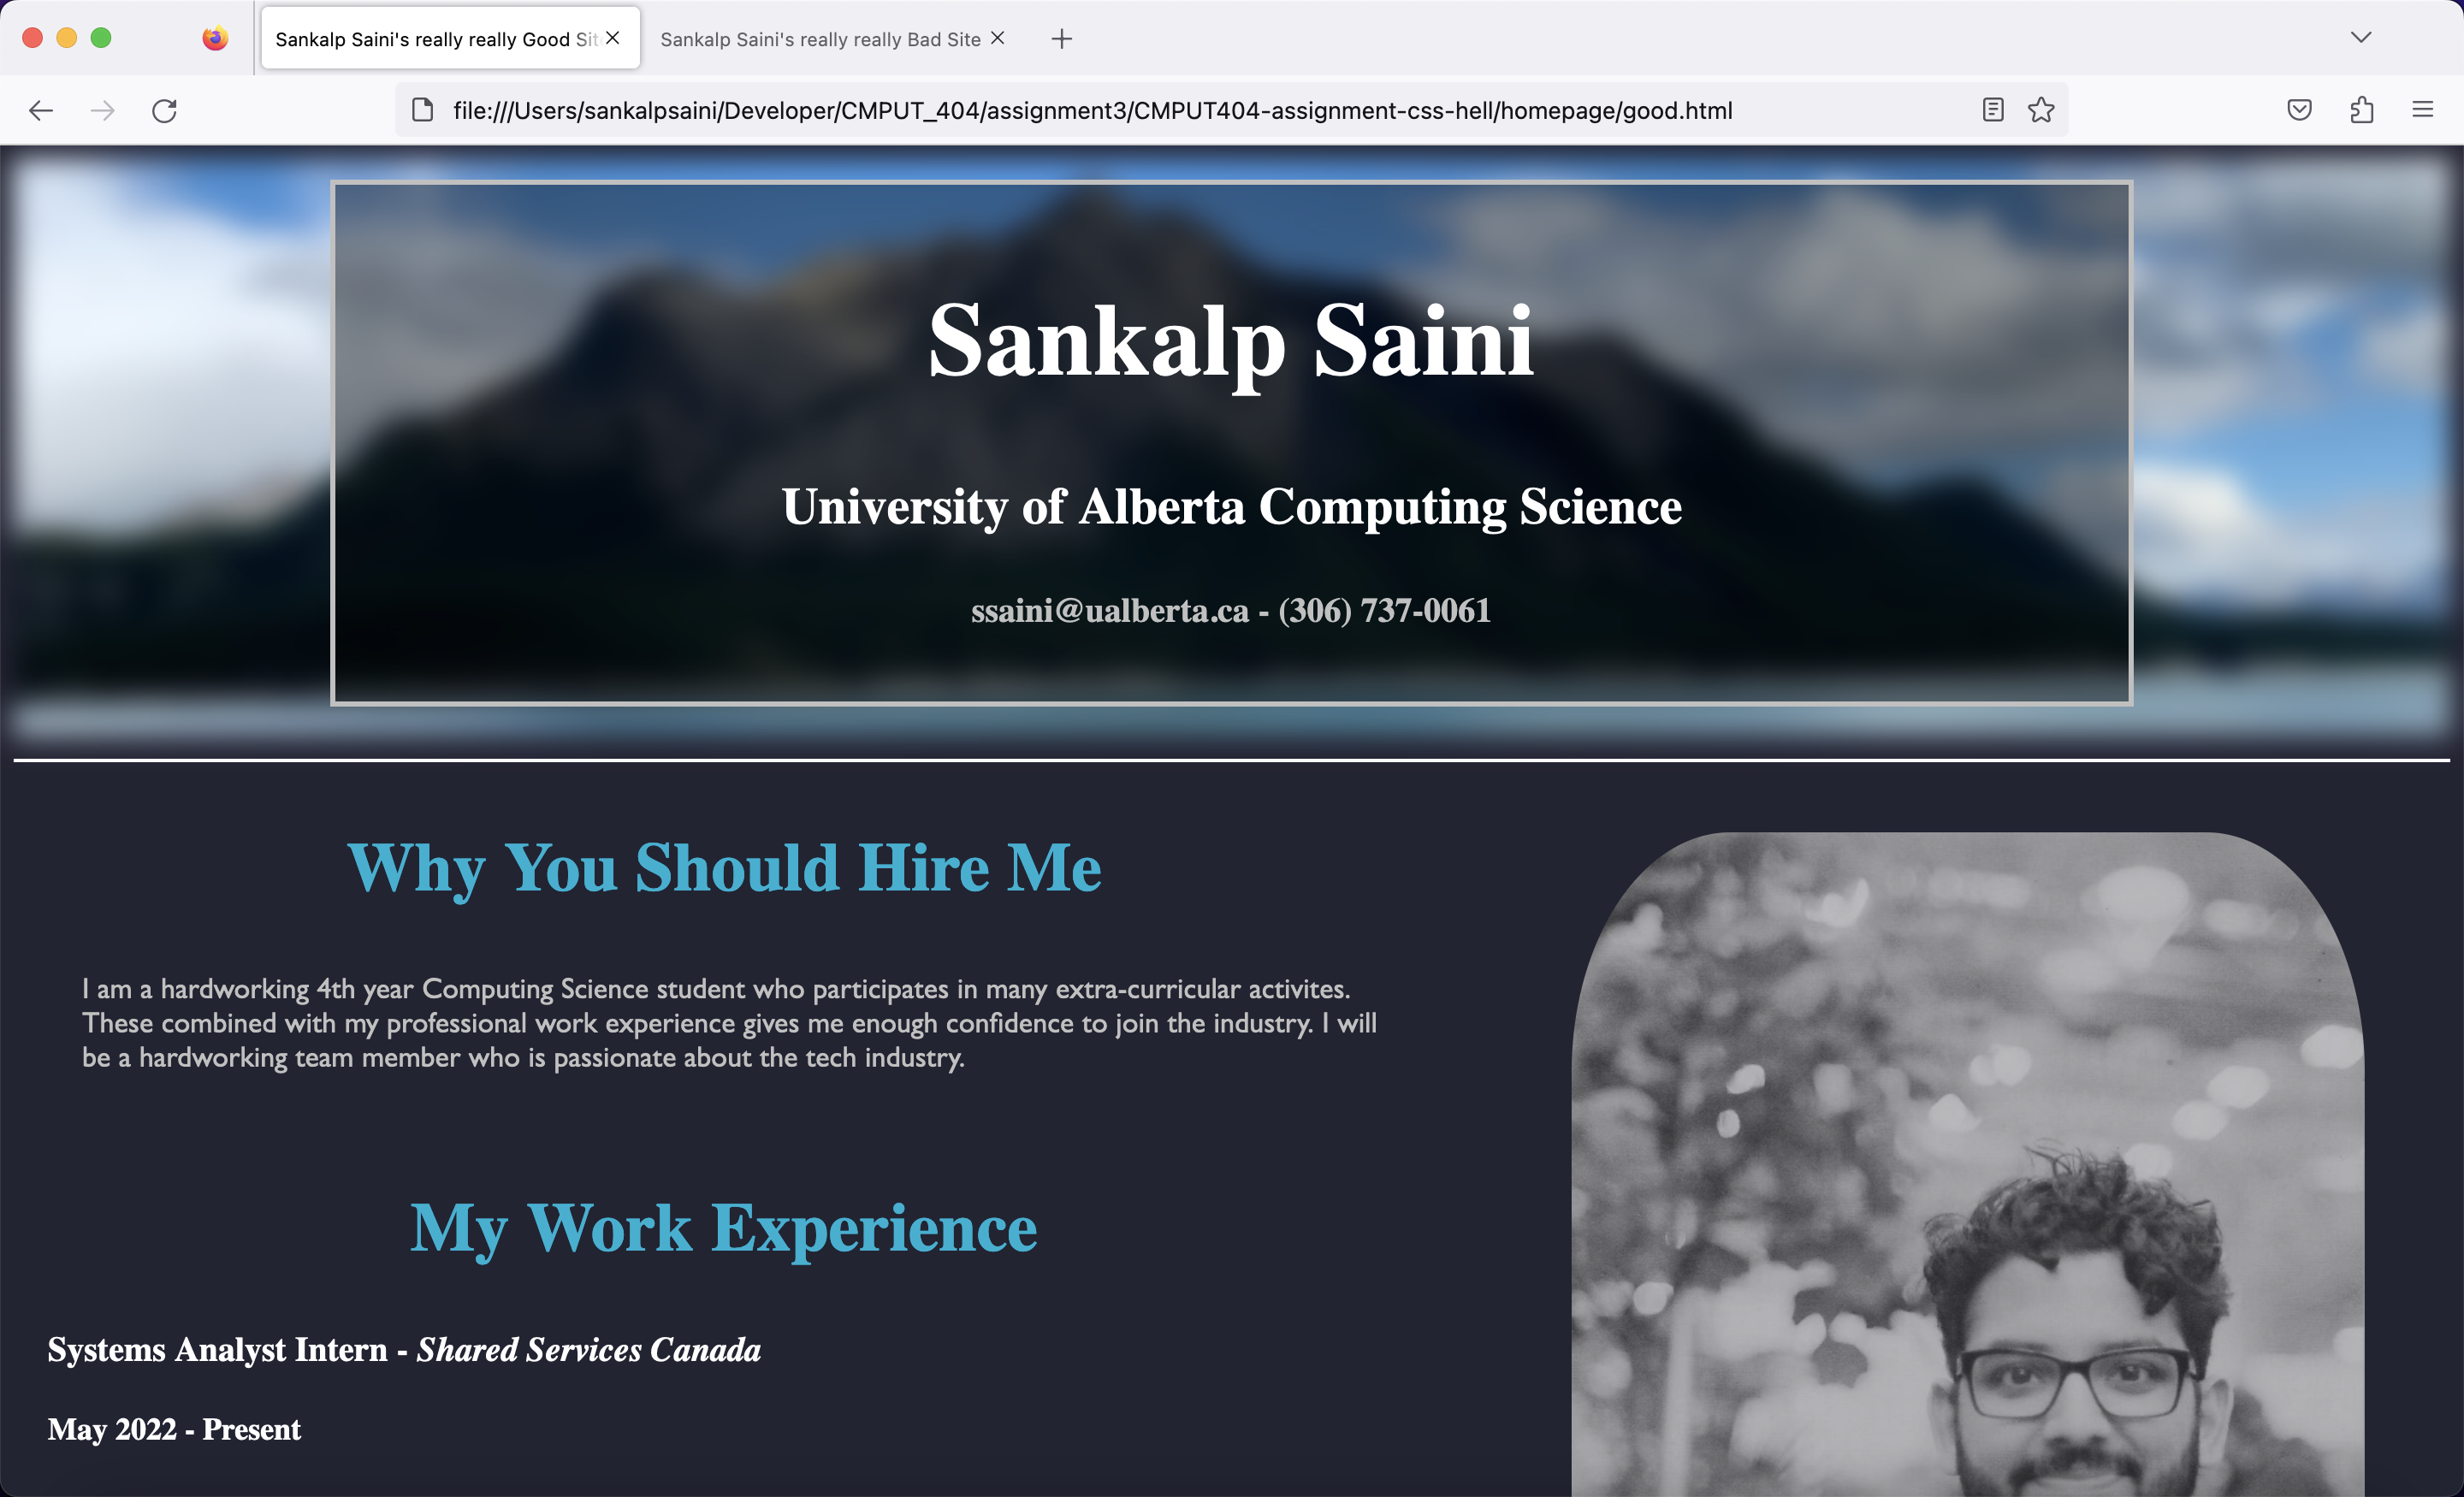 Sankalp Saini's really really Good Sit
Sankalp Saini's really really Bad Site
file:///Users/sankalpsaini/Developer/CMPUT_404/assignment3/CMPUT404-assignment-css-hell/homepage/good.html
Sankalp Saini
University of Alberta Computing Science
ssaini@ualberta.ca - (306) 737-0061
Why You Should Hire Me
I am a hardworking 4th year Computing Science student who participates in many extra-curricular activites.
These combined with my professional work experience gives me enough confidence to join the industry. I will
be a hardworking team member who is passionate about the tech industry.
My Work Experience
Systems Analyst Intern - Shared Services Canada
May 2022 - Present